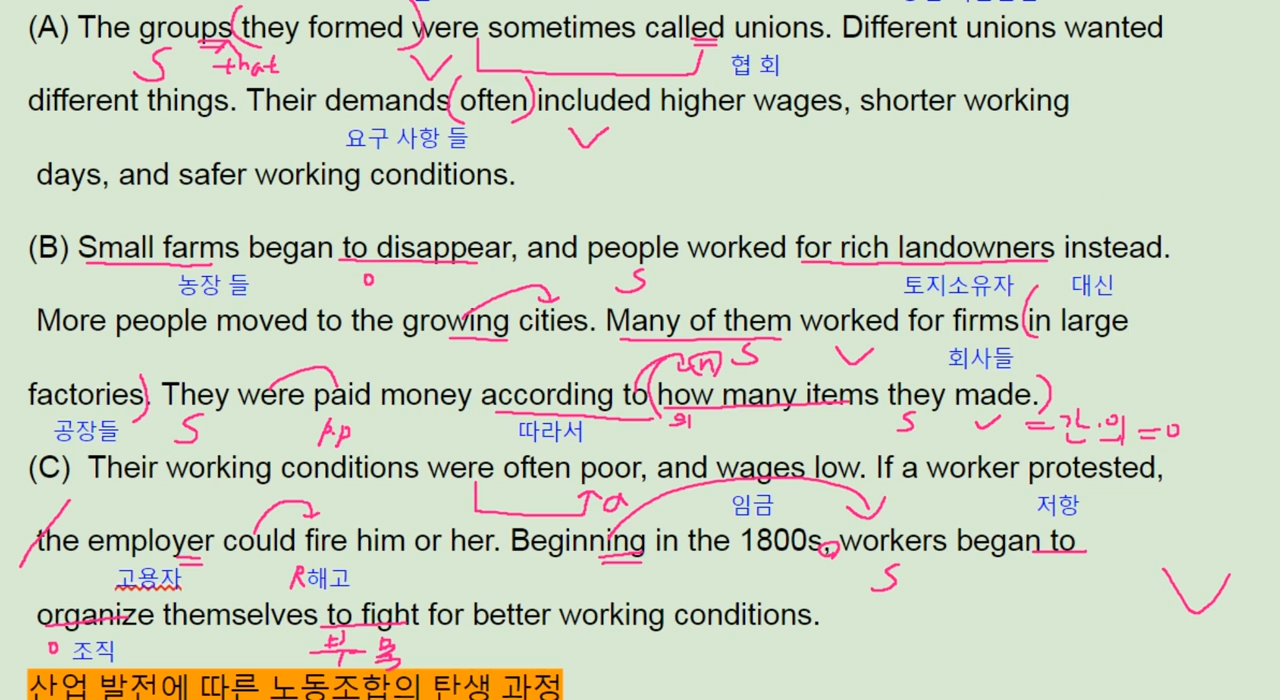 (A) The groups they formed were sometimes called unions. Different unions wanted
S that V 협 회
different things. Their demands often included higher wages, shorter working
요구 사항 들 V
days, and safer working conditions.
(B) Small farms began to disappear, and people worked for rich landowners instead.
농장 들 o S 토지소유자 대신
More people moved to the growing cities. Many of them worked for firms in large
(n) S V 회사들
factories. They were paid money according to how many items they made.
공장들 S p.p 따라서 의 S V =간.의=o
(C) Their working conditions were often poor, and wages low. If a worker protested,
a 임금 저항
the employer could fire him or her. Beginning in the 1800s, workers began to
고용자 R해고 S V
organize themselves to fight for better working conditions.
o 조직 부 목
산업 발전에 따른 노동조합의 탄생 과정